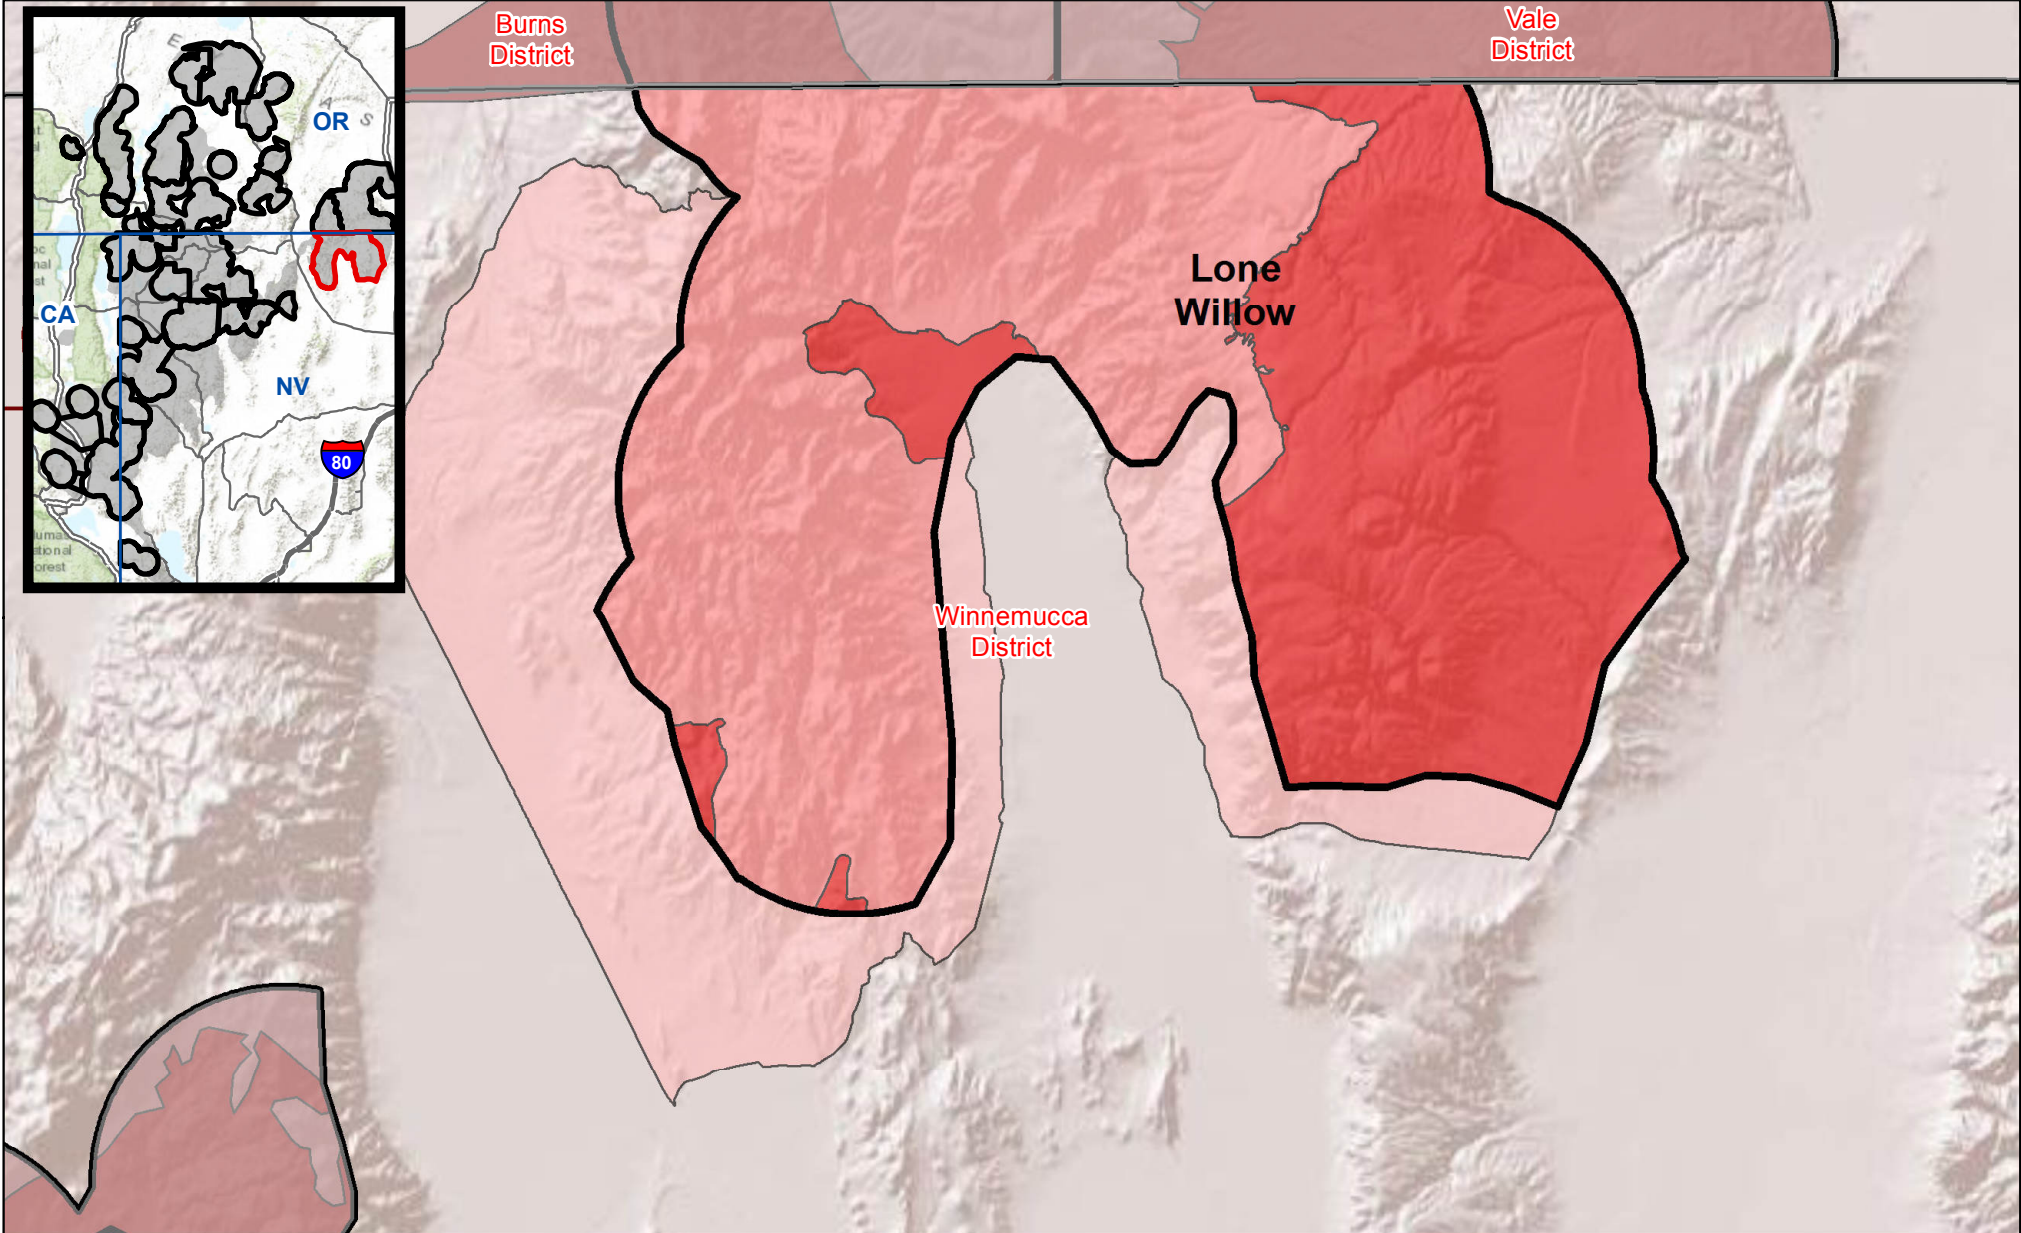 Burns
District
Vale
District
E
A
S
OR
CA
NV
80
Lone
Willow
Winnemucca
District